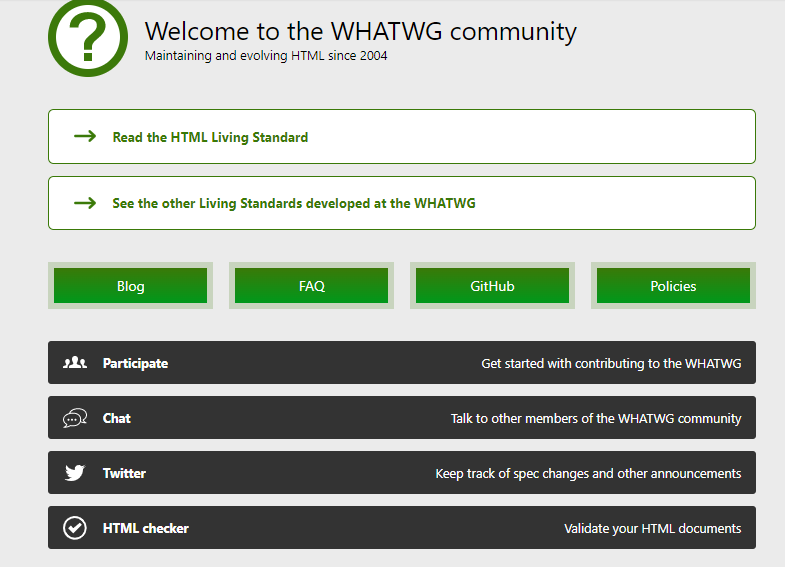 ?
Welcome to the WHATWG community
Maintaining and evolving HTML since 2004
Read the HTML Living Standard
See the other Living Standards developed at the WHATWG
Blog FAQ GitHub Policies
Participate Get started with contributing to the WHATWG
Chat Talk to other members of the WHATWG community
Twitter Keep track of spec changes and other announcements
HTML checker Validate your HTML documents